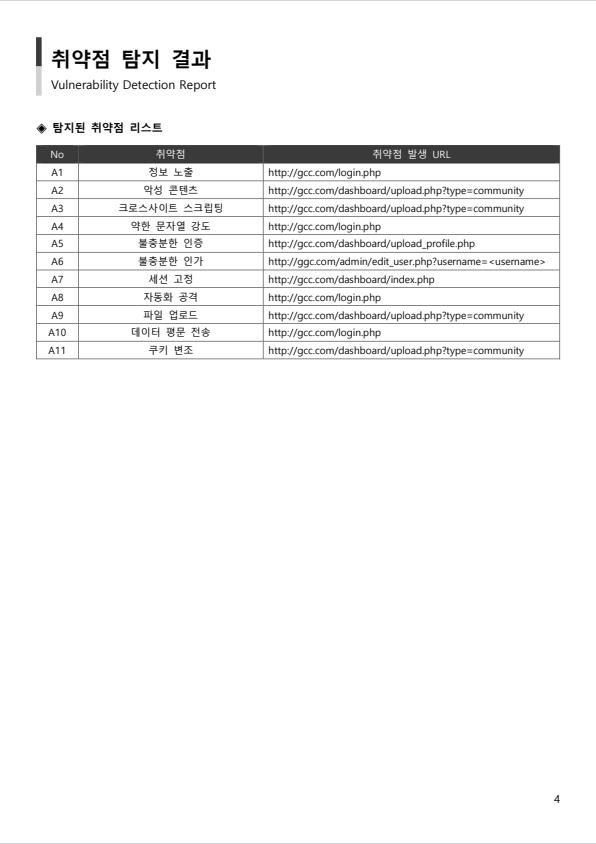 취약점 탐지 결과
Vulnerability Detection Report
◈ 탐지된 취약점 리스트
No 취약점 취약점 발생 URL
A1 정보 노출 http://gcc.com/login.php
A2 악성 콘텐츠 http://gcc.com/dashboard/upload.php?type=community
A3 크로스사이트 스크립팅 http://gcc.com/dashboard/upload.php?type=community
A4 약한 문자열 강도 http://gcc.com/login.php
A5 불충분한 인증 http://gcc.com/dashboard/upload_profile.php
A6 불충분한 인가 http://ggc.com/admin/edit_user.php?username=<username>
A7 세션 고정 http://gcc.com/dashboard/index.php
A8 자동화 공격 http://gcc.com/login.php
A9 파일 업로드 http://gcc.com/dashboard/upload.php?type=community
A10 데이터 평문 전송 http://gcc.com/login.php
A11 쿠키 변조 http://gcc.com/dashboard/upload.php?type=community
4